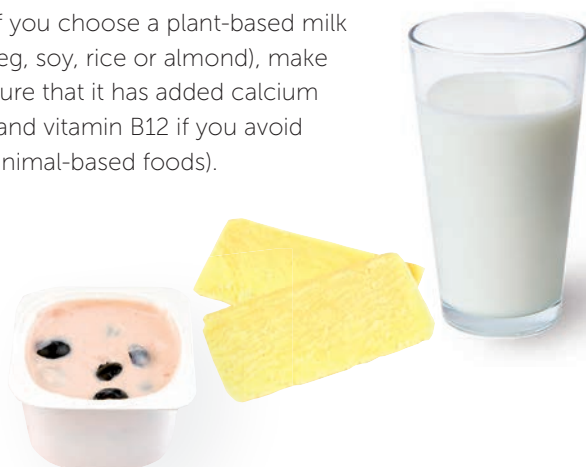 f you choose a plant-based milk
eg, soy, rice or almond), make
ure that it has added calcium
and vitamin B12 if you avoid
nimal-based foods).